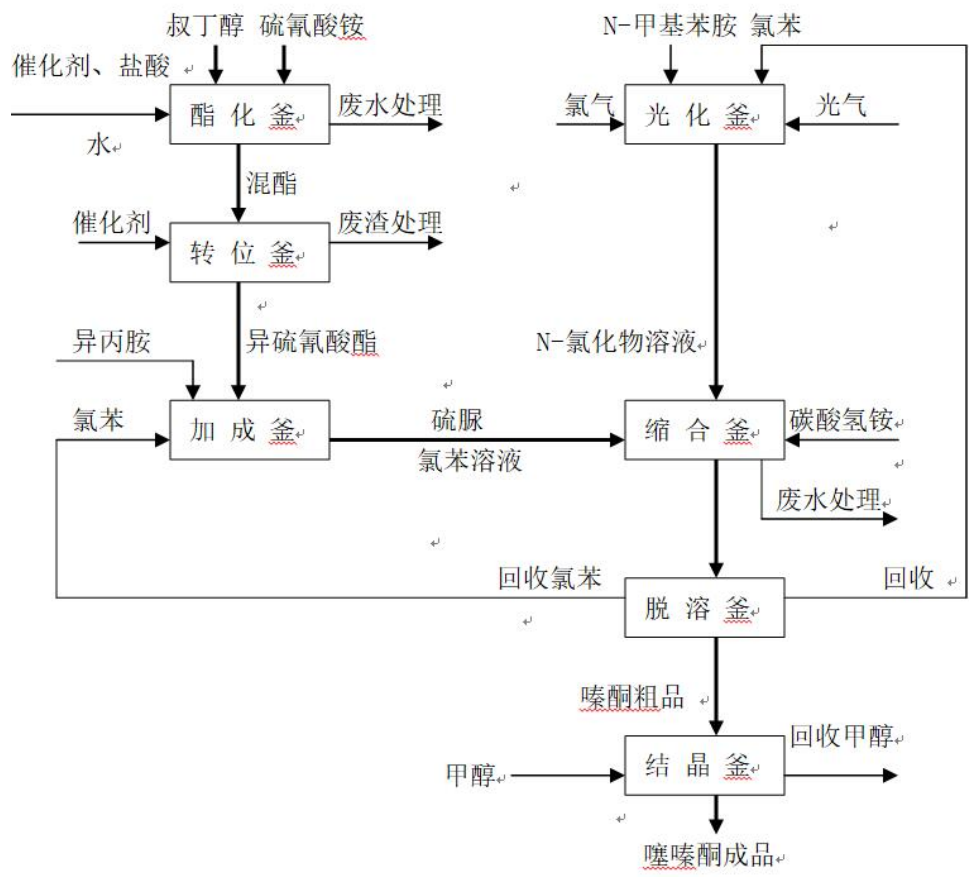 叔丁醇 硫氰酸铵
N-甲基苯胺 氯苯
催化剂、盐酸
酯 化 釜
废水处理
氯气
光 化 釜
光气
水
混酯
催化剂
转 位 釜
废渣处理
异丙胺
异硫氰酸酯
N-氯化物溶液
氯苯
加 成 釜
硫脲
氯苯溶液
缩 合 釜
碳酸氢铵
废水处理
回收氯苯
脱 溶 釜
回收
嗪酮粗品
甲醇
结 晶 釜
回收甲醇
噻嗪酮成品